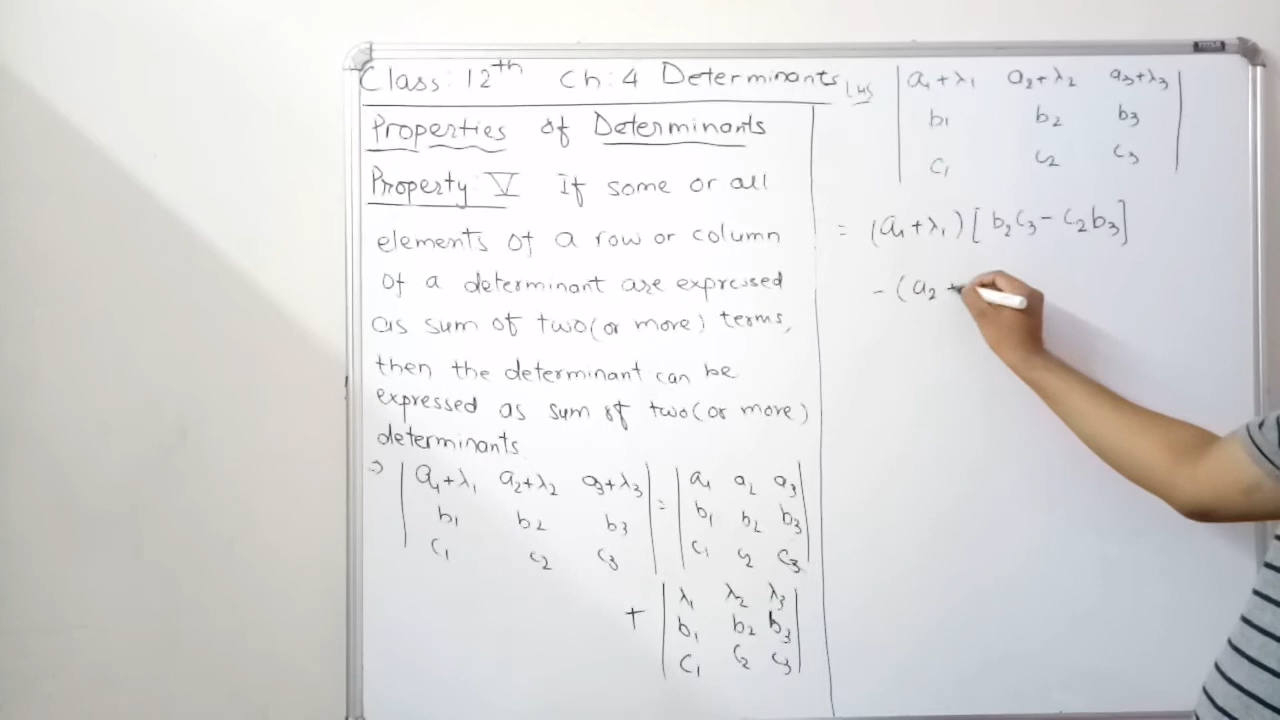 Class: 12th Ch: 4 Determinants
Properties of Determinants
Property: V If some or all
elements of a row or column
of a determinant are expressed
as sum of two (or more) terms,
then the determinant can be
expressed as sum of two (or more)
determinants
⇒ | a₁+λ₁ a₂+λ₂ a₃+λ₃ | = | a₁ a₂ a₃ |
b₁ b₂ b₃ b₁ b₂ b₃
c₁ c₂ c₃ c₁ c₂ c₃
+ | λ₁ λ₂ λ₃ |
b₁ b₂ b₃
c₁ c₂ c₃
LHS | a₁+λ₁ a₂+λ₂ a₃+λ₃ |
b₁ b₂ b₃
c₁ c₂ c₃
= (a₁+λ₁) [b₂c₃ - c₂b₃]
- (a₂ +